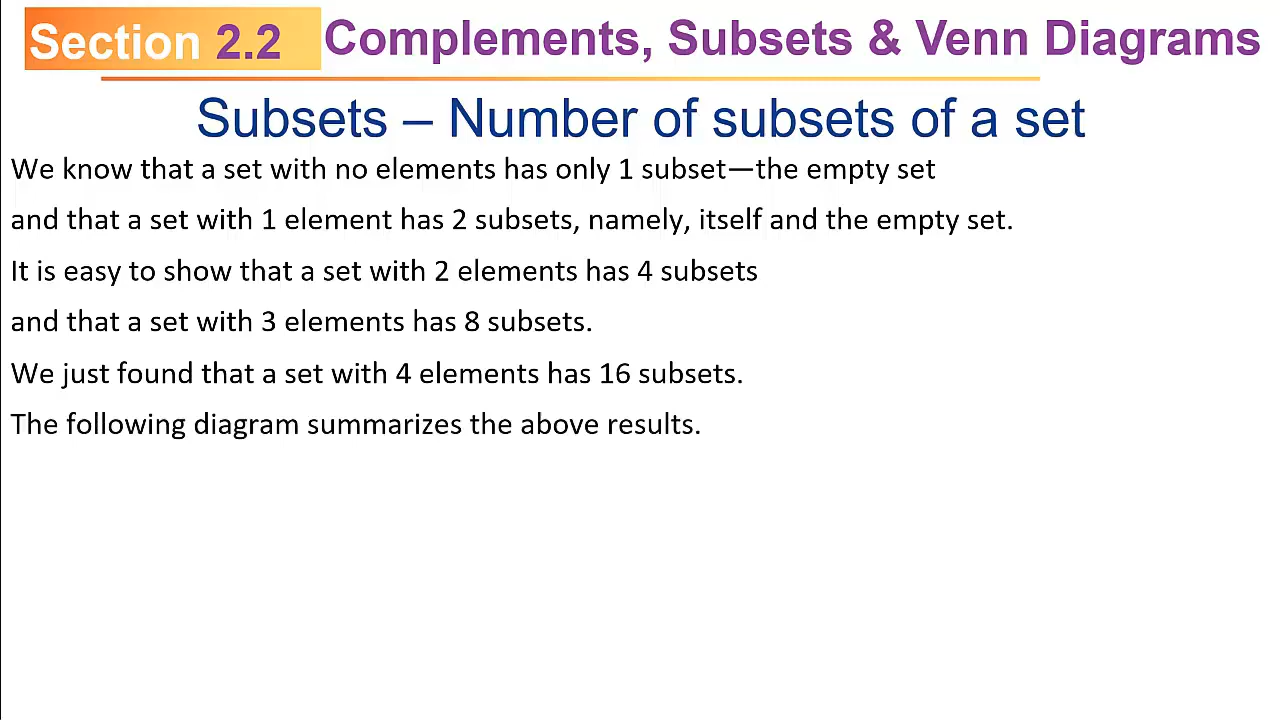 Section 2.2 Complements, Subsets & Venn Diagrams
Subsets – Number of subsets of a set
We know that a set with no elements has only 1 subset—the empty set
and that a set with 1 element has 2 subsets, namely, itself and the empty set.
It is easy to show that a set with 2 elements has 4 subsets
and that a set with 3 elements has 8 subsets.
We just found that a set with 4 elements has 16 subsets.
The following diagram summarizes the above results.